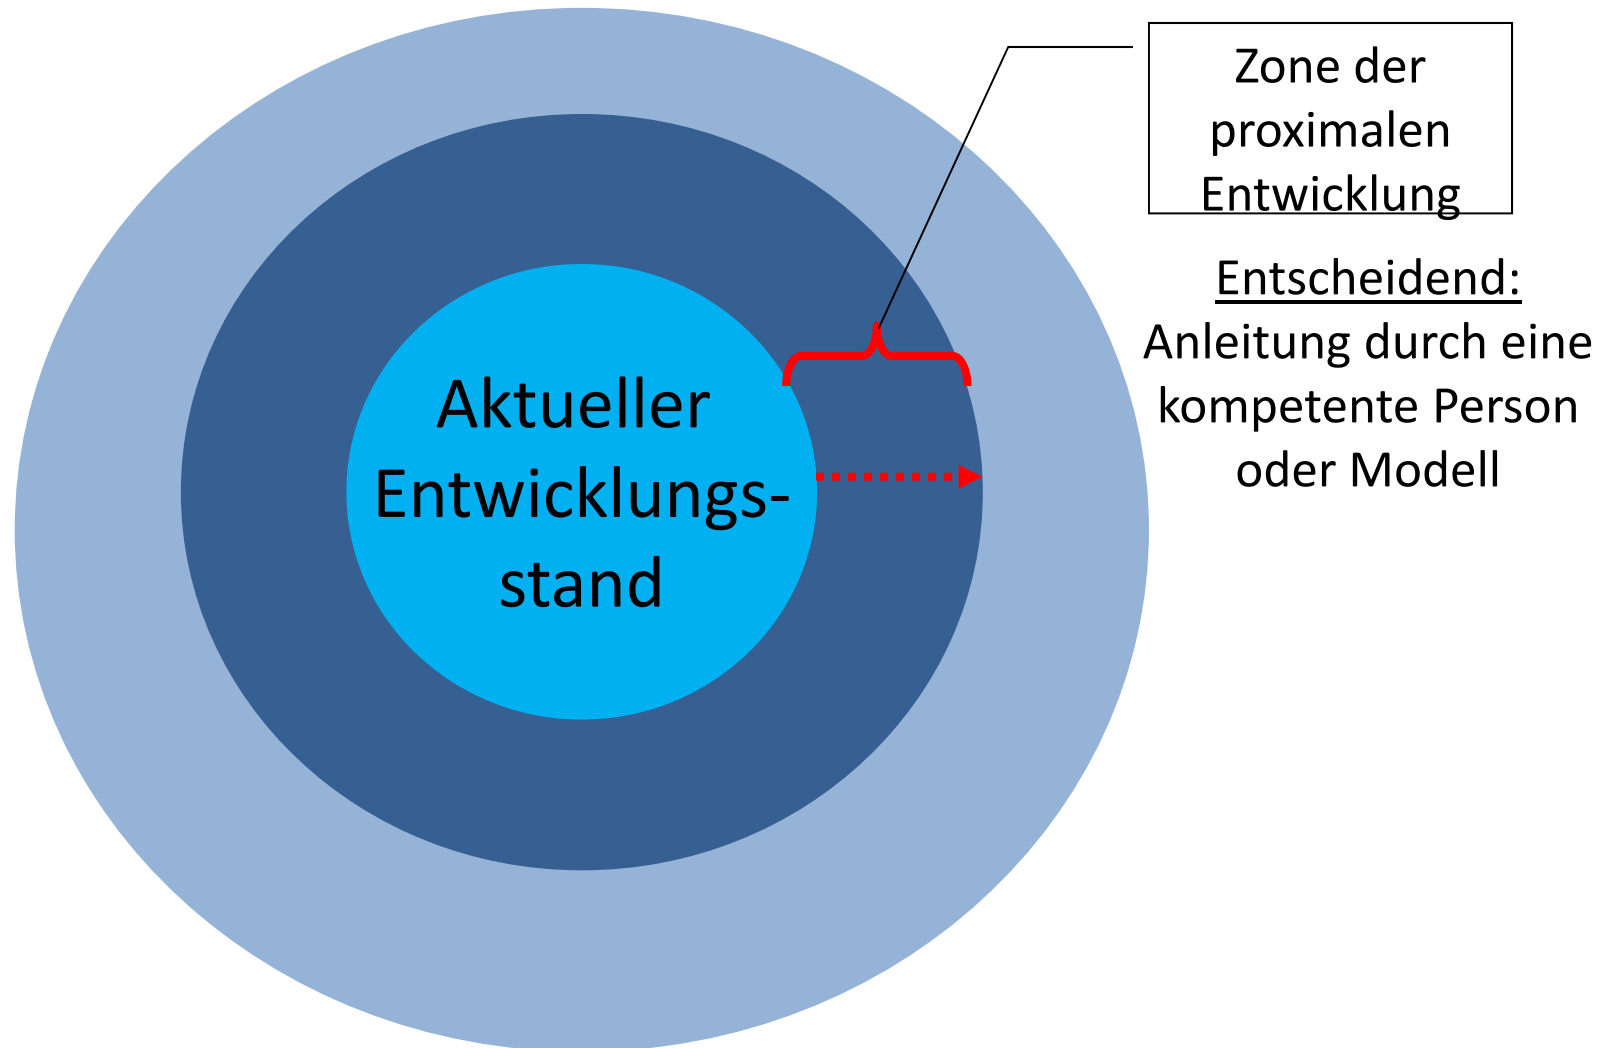 Zone der
proximalen
Entwicklung
Entscheidend:
Anleitung durch eine
kompetente Person
oder Modell
Aktueller
Entwicklungs-
stand